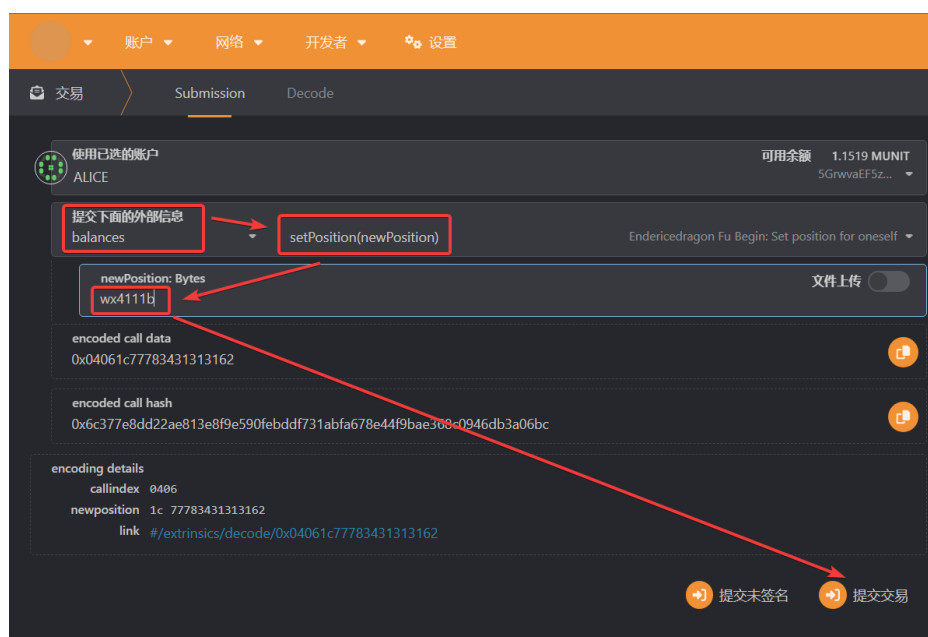 账户 网络 开发者 设置
交易 Submission Decode
使用已选的账户 可用余额 1.1519 MUNIT
ALICE 5GrwvaEF5z...
提交下面的外部信息
balances setPosition(newPosition) Endericedragon Fu Begin: Set position for oneself
newPosition: Bytes 文件上传
wx4111b
encoded call data
0x04061c77783431313162
encoded call hash
0x6c377e8dd22ae813e8f9e590febddf731abfa678e44f9bae368c0946db3a06bc
encoding details
callindex 0406
newposition 1c 77783431313162
link #/extrinsics/decode/0x04061c77783431313162
提交未签名 提交交易